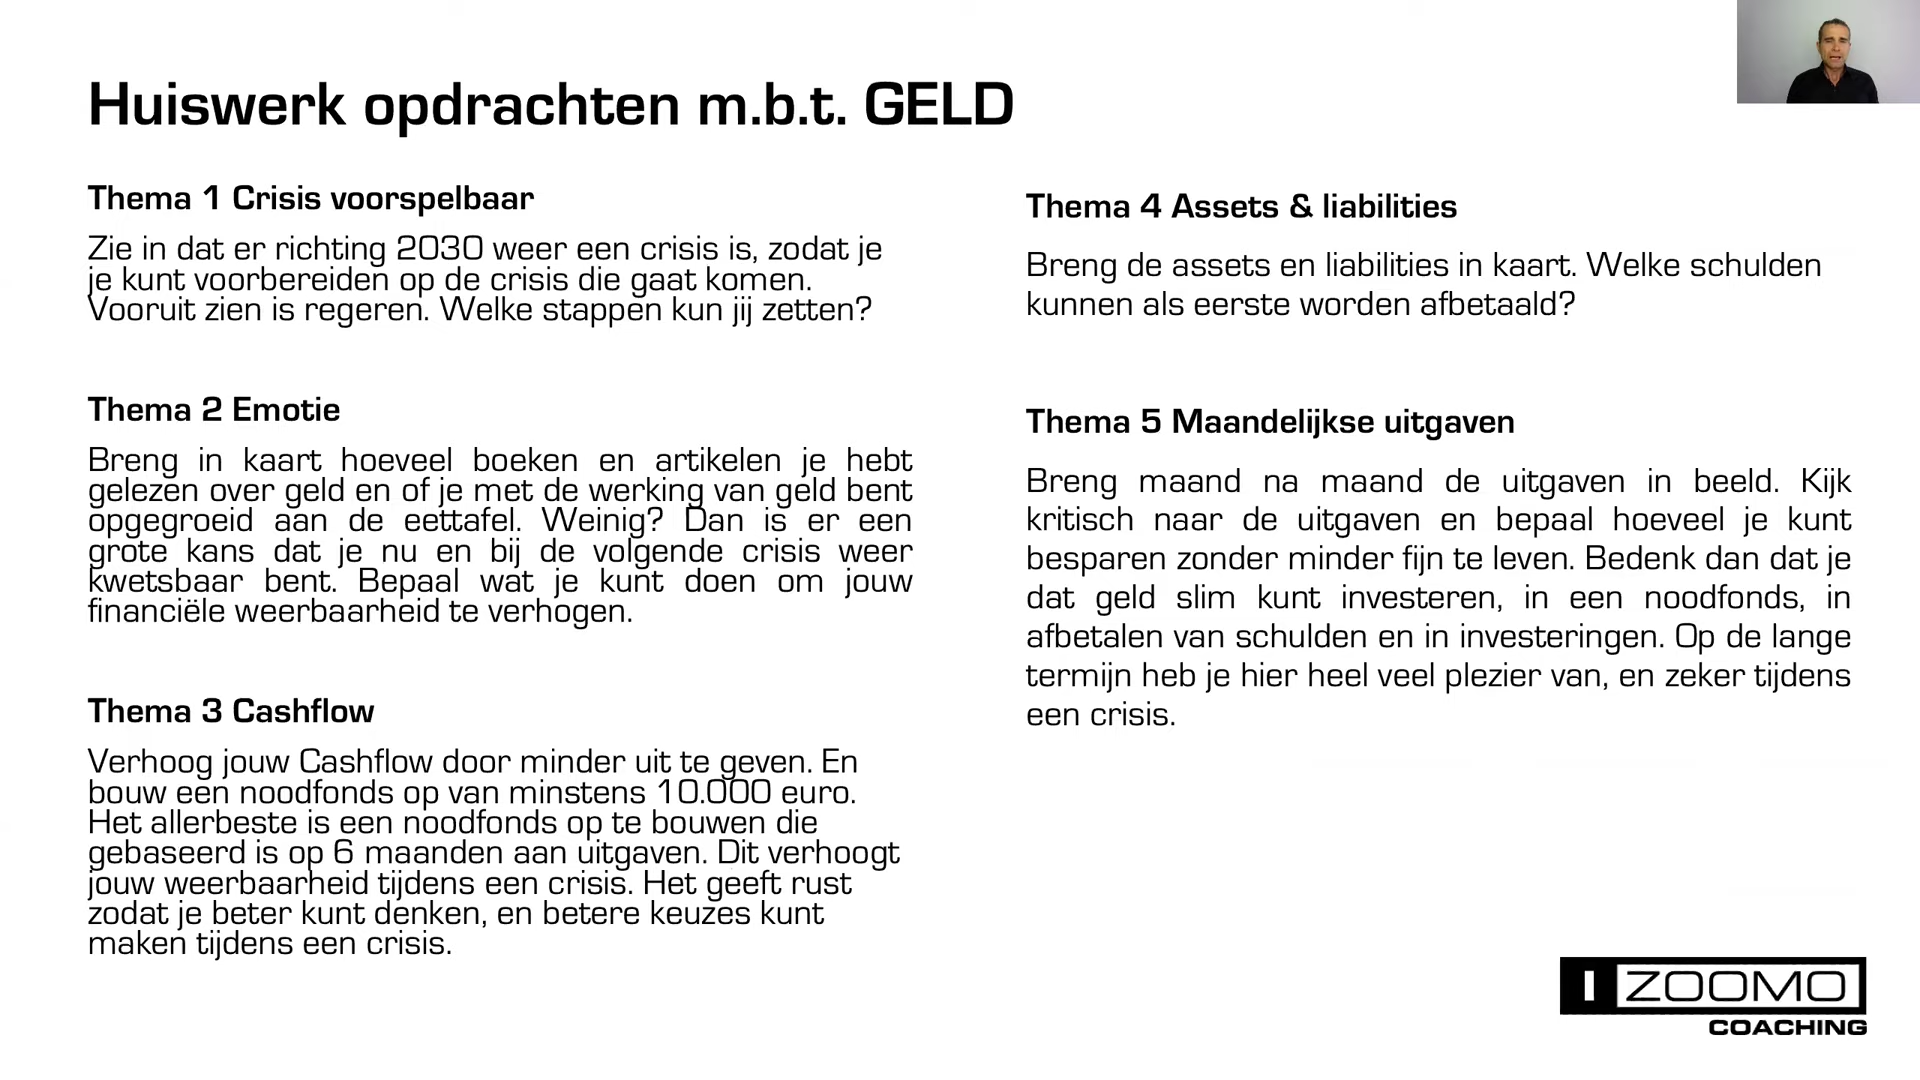 Huiswerk opdrachten m.b.t. GELD
Thema 1 Crisis voorspelbaar
Zie in dat er richting 2030 weer een crisis is, zodat je
je kunt voorbereiden op de crisis die gaat komen.
Vooruit zien is regeren. Welke stappen kun jij zetten?
Thema 2 Emotie
Breng in kaart hoeveel boeken en artikelen je hebt
gelezen over geld en of je met de werking van geld bent
opgegroeid aan de eettafel. Weinig? Dan is er een
grote kans dat je nu en bij de volgende crisis weer
kwetsbaar bent. Bepaal wat je kunt doen om jouw
financiële weerbaarheid te verhogen.
Thema 3 Cashflow
Verhoog jouw Cashflow door minder uit te geven. En
bouw een noodfonds op van minstens 10.000 euro.
Het allerbeste is een noodfonds op te bouwen die
gebaseerd is op 6 maanden aan uitgaven. Dit verhoogt
jouw weerbaarheid tijdens een crisis. Het geeft rust
zodat je beter kunt denken, en betere keuzes kunt
maken tijdens een crisis.
Thema 4 Assets & liabilities
Breng de assets en liabilities in kaart. Welke schulden
kunnen als eerste worden afbetaald?
Thema 5 Maandelijkse uitgaven
Breng maand na maand de uitgaven in beeld. Kijk
kritisch naar de uitgaven en bepaal hoeveel je kunt
besparen zonder minder fijn te leven. Bedenk dan dat je
dat geld slim kunt investeren, in een noodfonds, in
afbetalen van schulden en in investeringen. Op de lange
termijn heb je hier heel veel plezier van, en zeker tijdens
een crisis.
I ZOOMO
COACHING